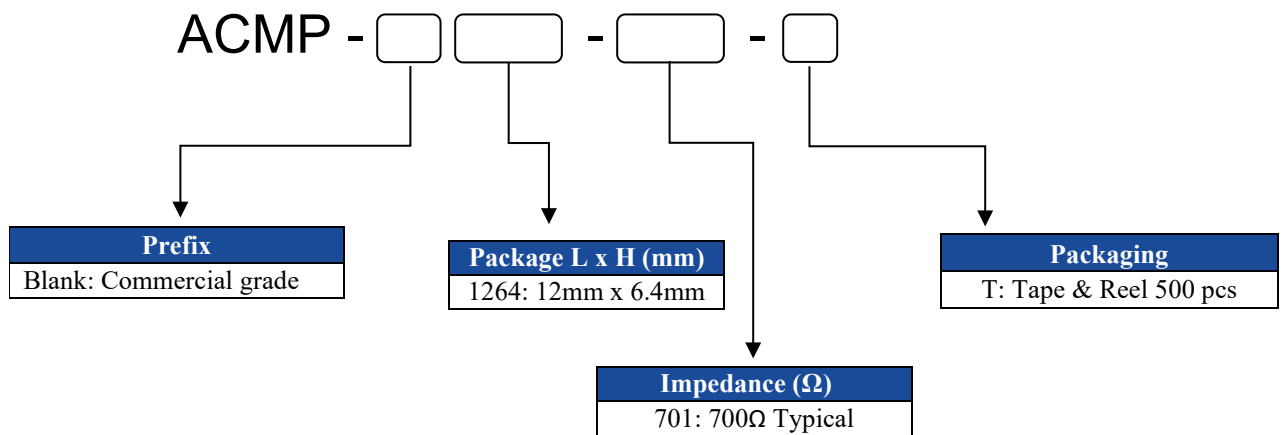 ACMP - - -
Prefix
Blank: Commercial grade
Package L x H (mm)
1264: 12mm x 6.4mm
Impedance (Ω)
701: 700Ω Typical
Packaging
T: Tape & Reel 500 pcs